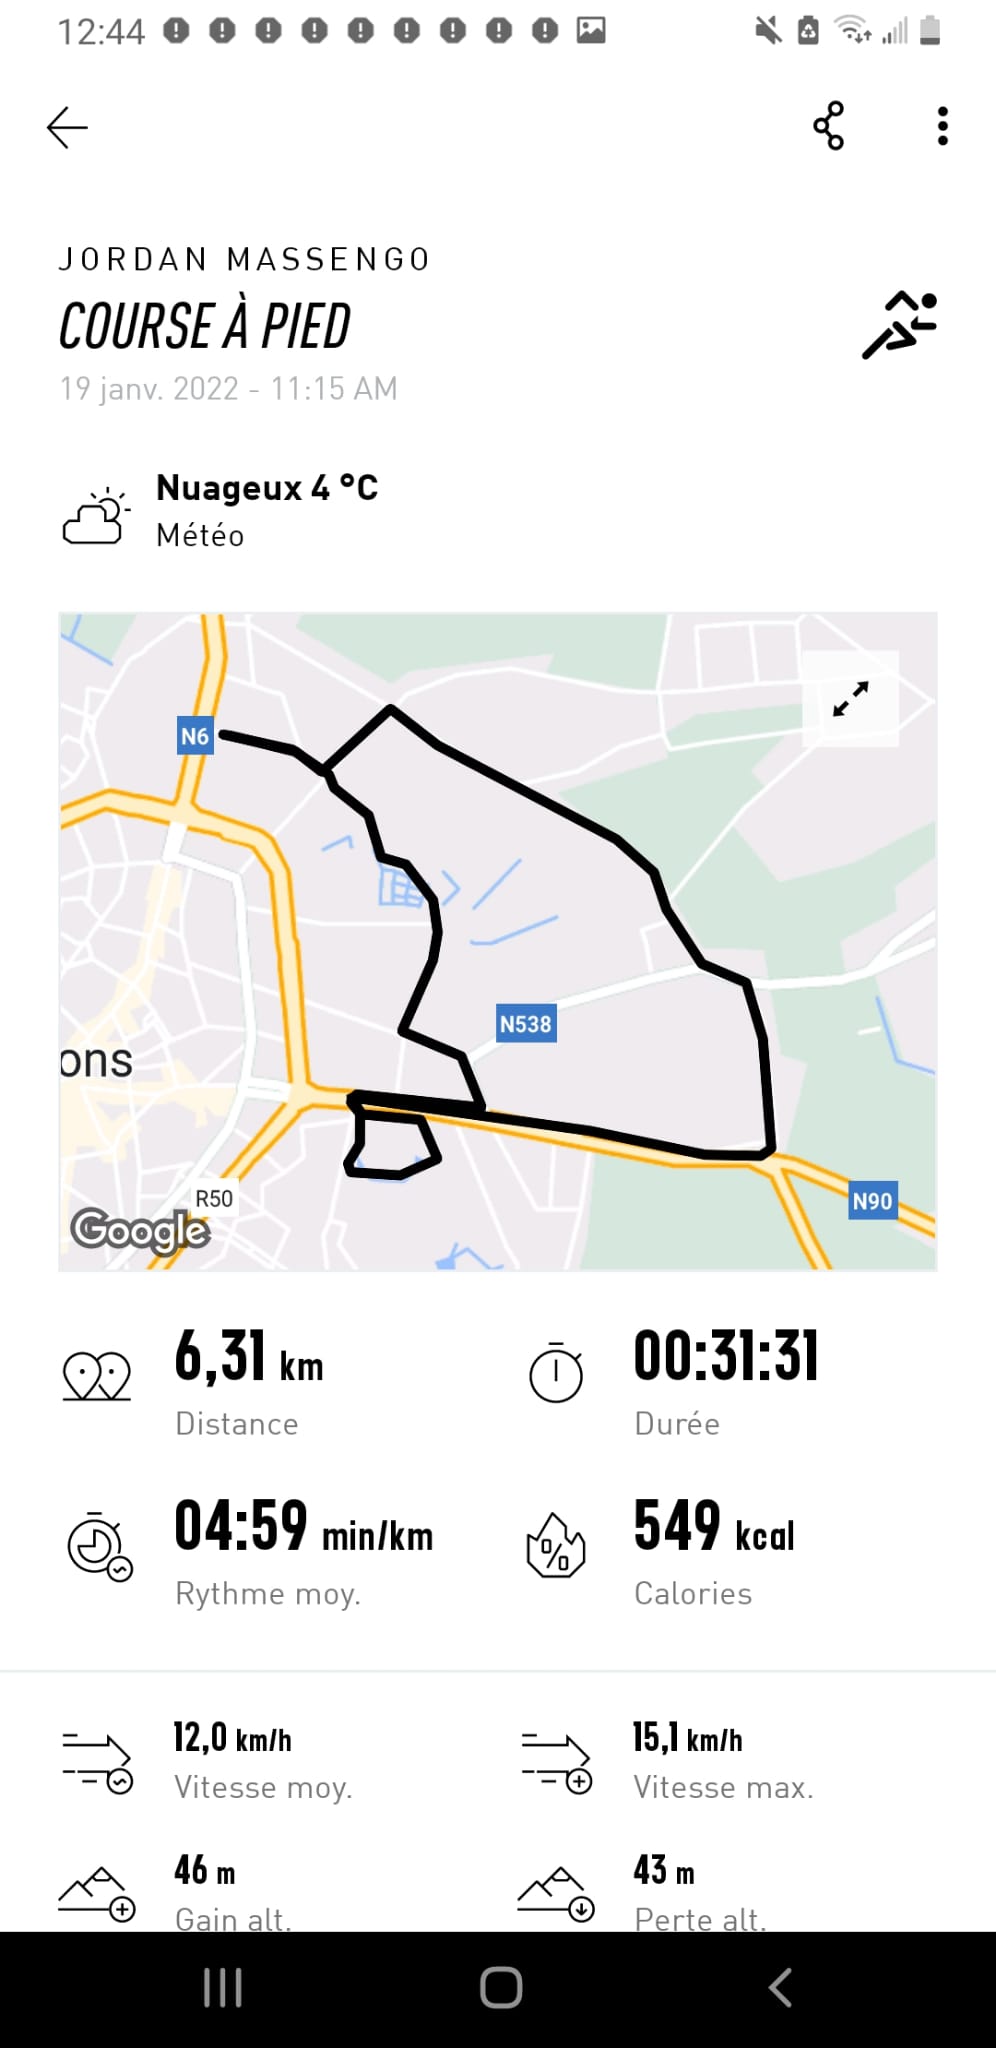 12:44
JORDAN MASSENGO
COURSE À PIED
19 janv. 2022 - 11:15 AM
Nuageux 4 °C
Météo
N6
N538
ons
R50
N90
Google
6,31 km
Distance
00:31:31
Durée
04:59 min/km
Rythme moy.
549 kcal
Calories
12,0 km/h
Vitesse moy.
15,1 km/h
Vitesse max.
46 m
Gain alt.
43 m
Perte alt.